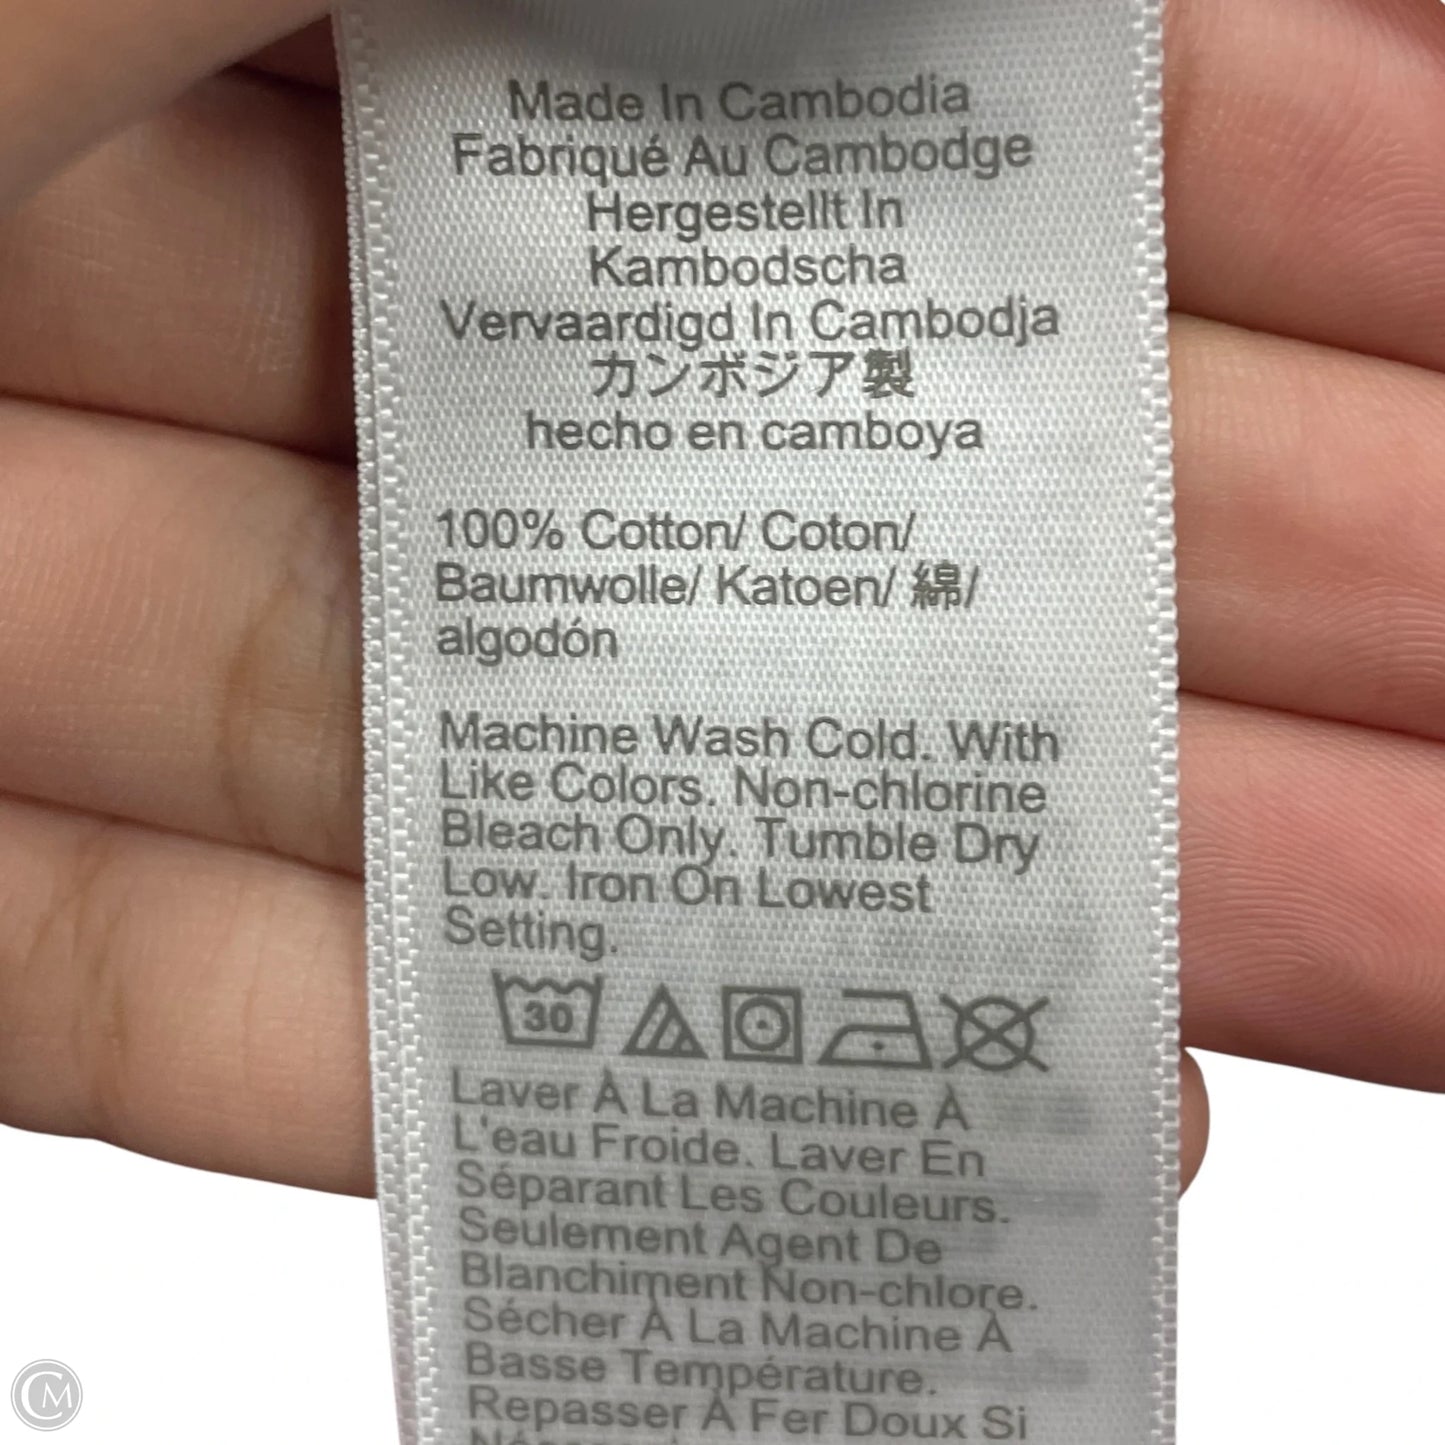 Made In Cambodia
Fabriqué Au Cambodge
Hergestellt In
Kambodscha
Vervaardigd In Cambodja
カンボジア製
hecho en camboya
100% Cotton/ Coton/
Baumwolle/ Katoen/ 綿/
algodón
Machine Wash Cold. With
Like Colors. Non-chlorine
Bleach Only. Tumble Dry
Low. Iron On Lowest
Setting.
30
Laver À La Machine À
L'eau Froide. Laver En
Séparant Les Couleurs.
Seulement Agent De
Blanchiment Non-chlore.
Sécher À La Machine À
Basse Température.
Repasser À Fer Doux Si
CM